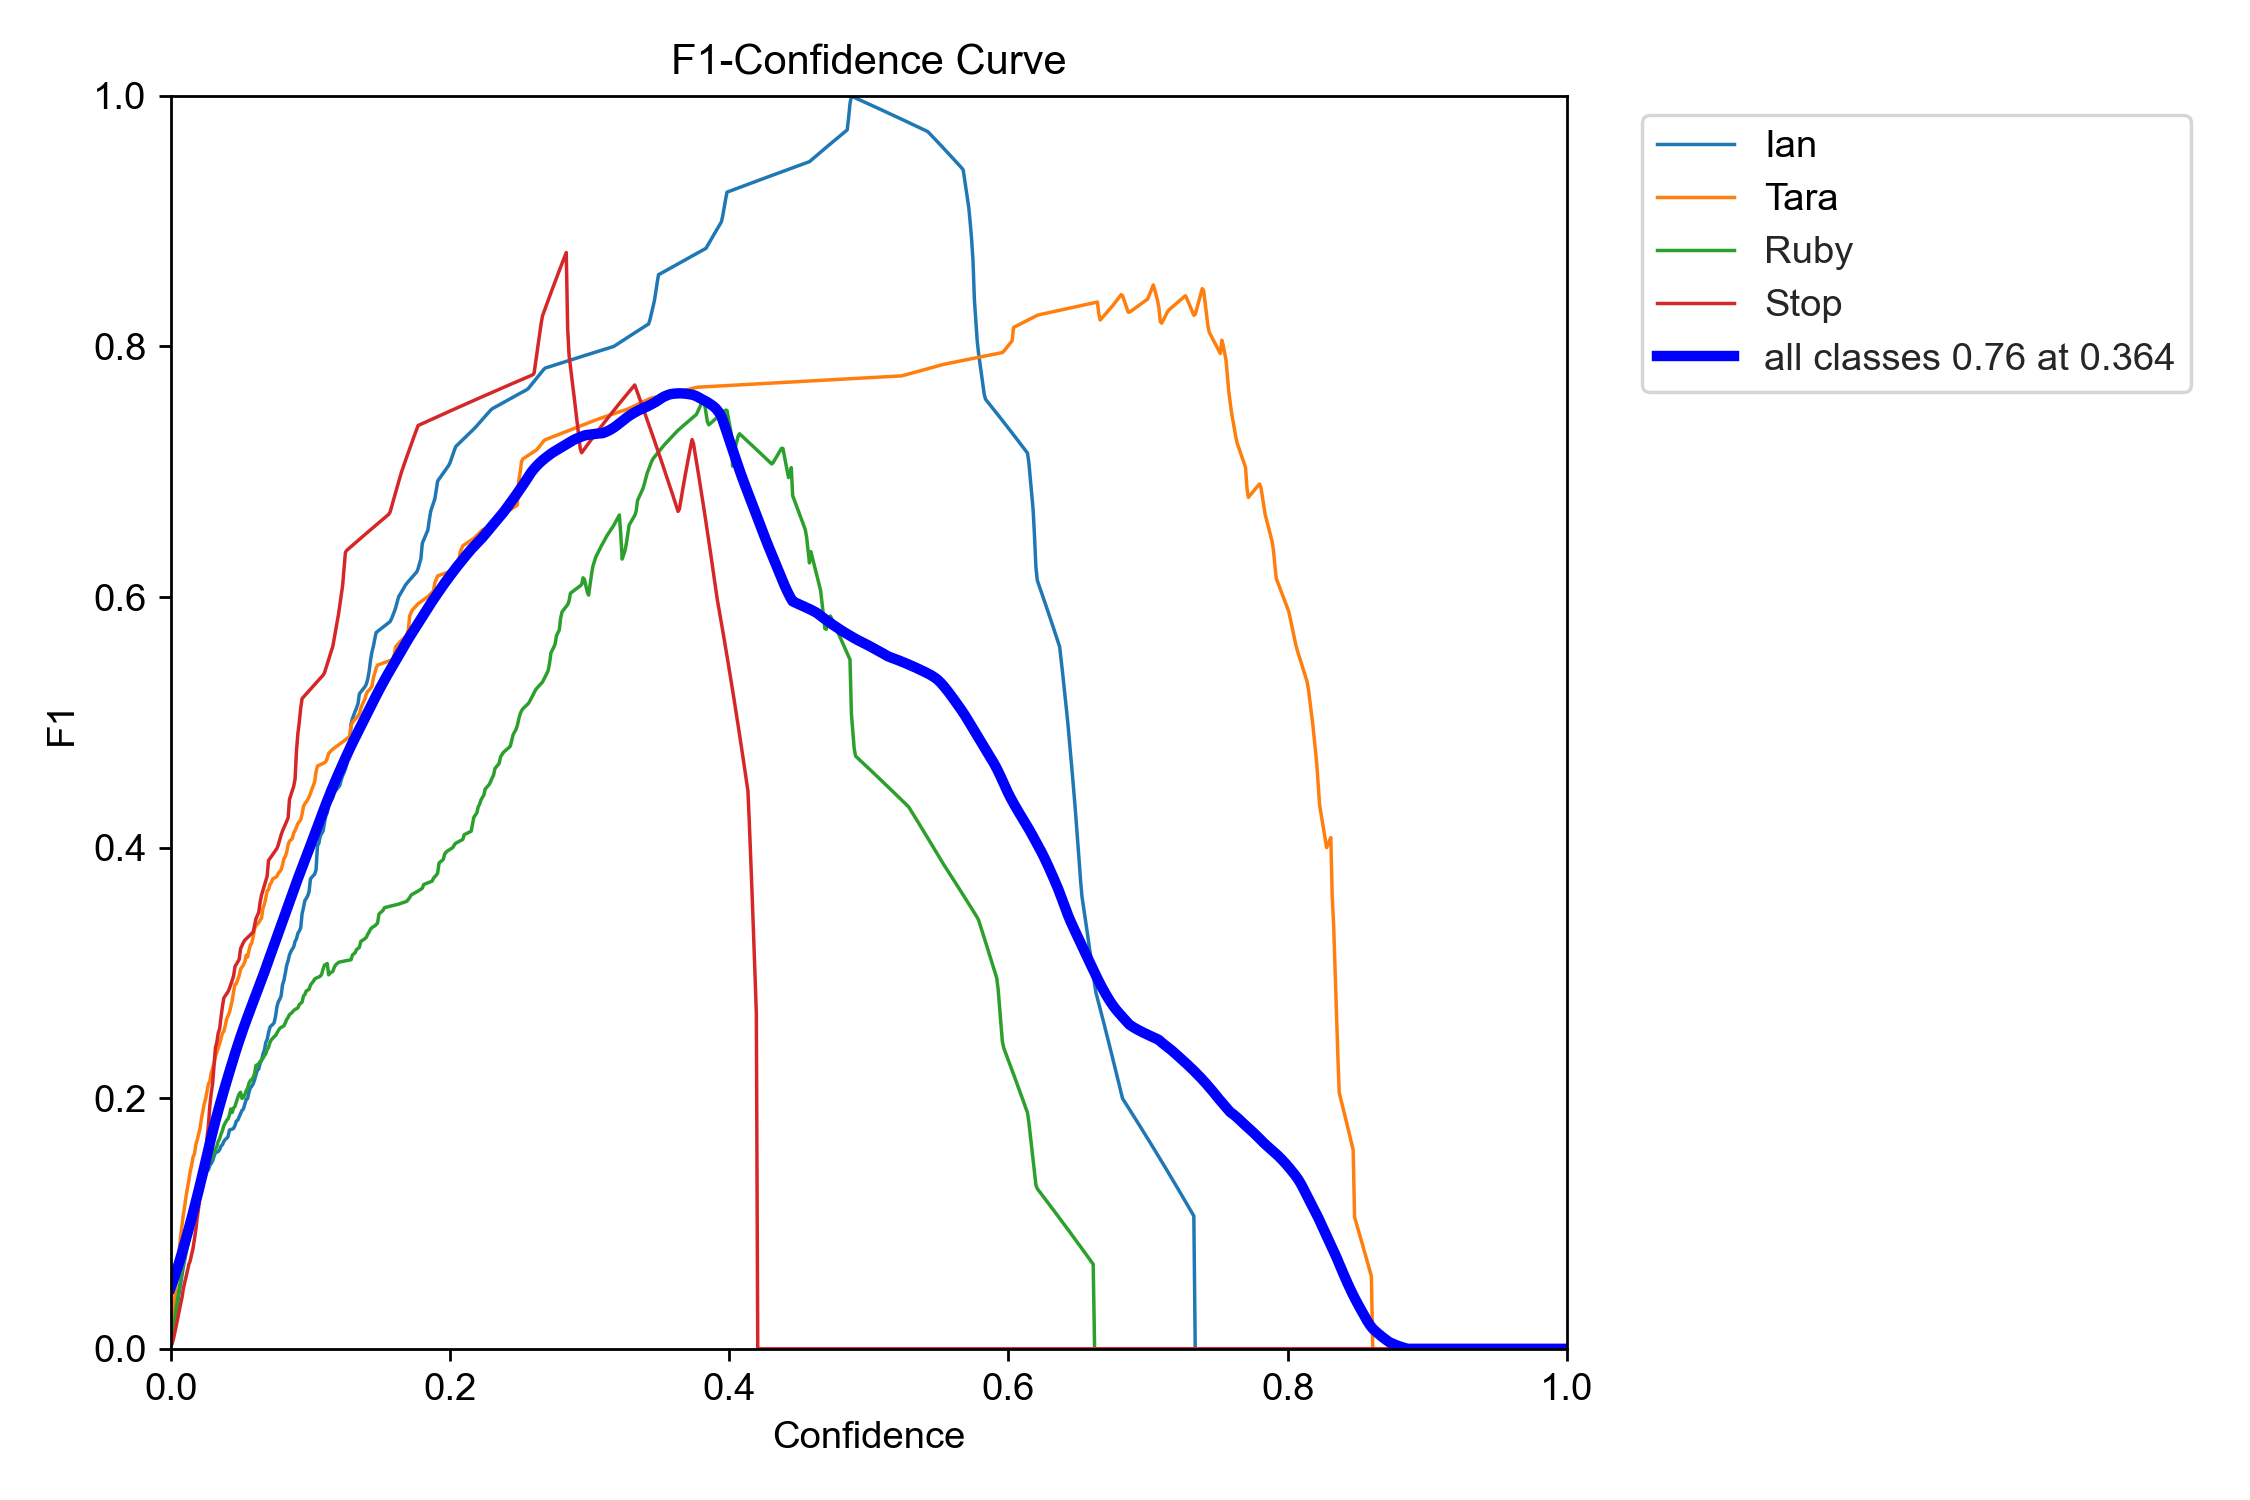 F1-Confidence Curve
1.0
0.8
0.6
0.4
0.2
0.0
F1
0.0 0.2 0.4 0.6 0.8 1.0
Confidence
Ian
Tara
Ruby
Stop
all classes 0.76 at 0.364